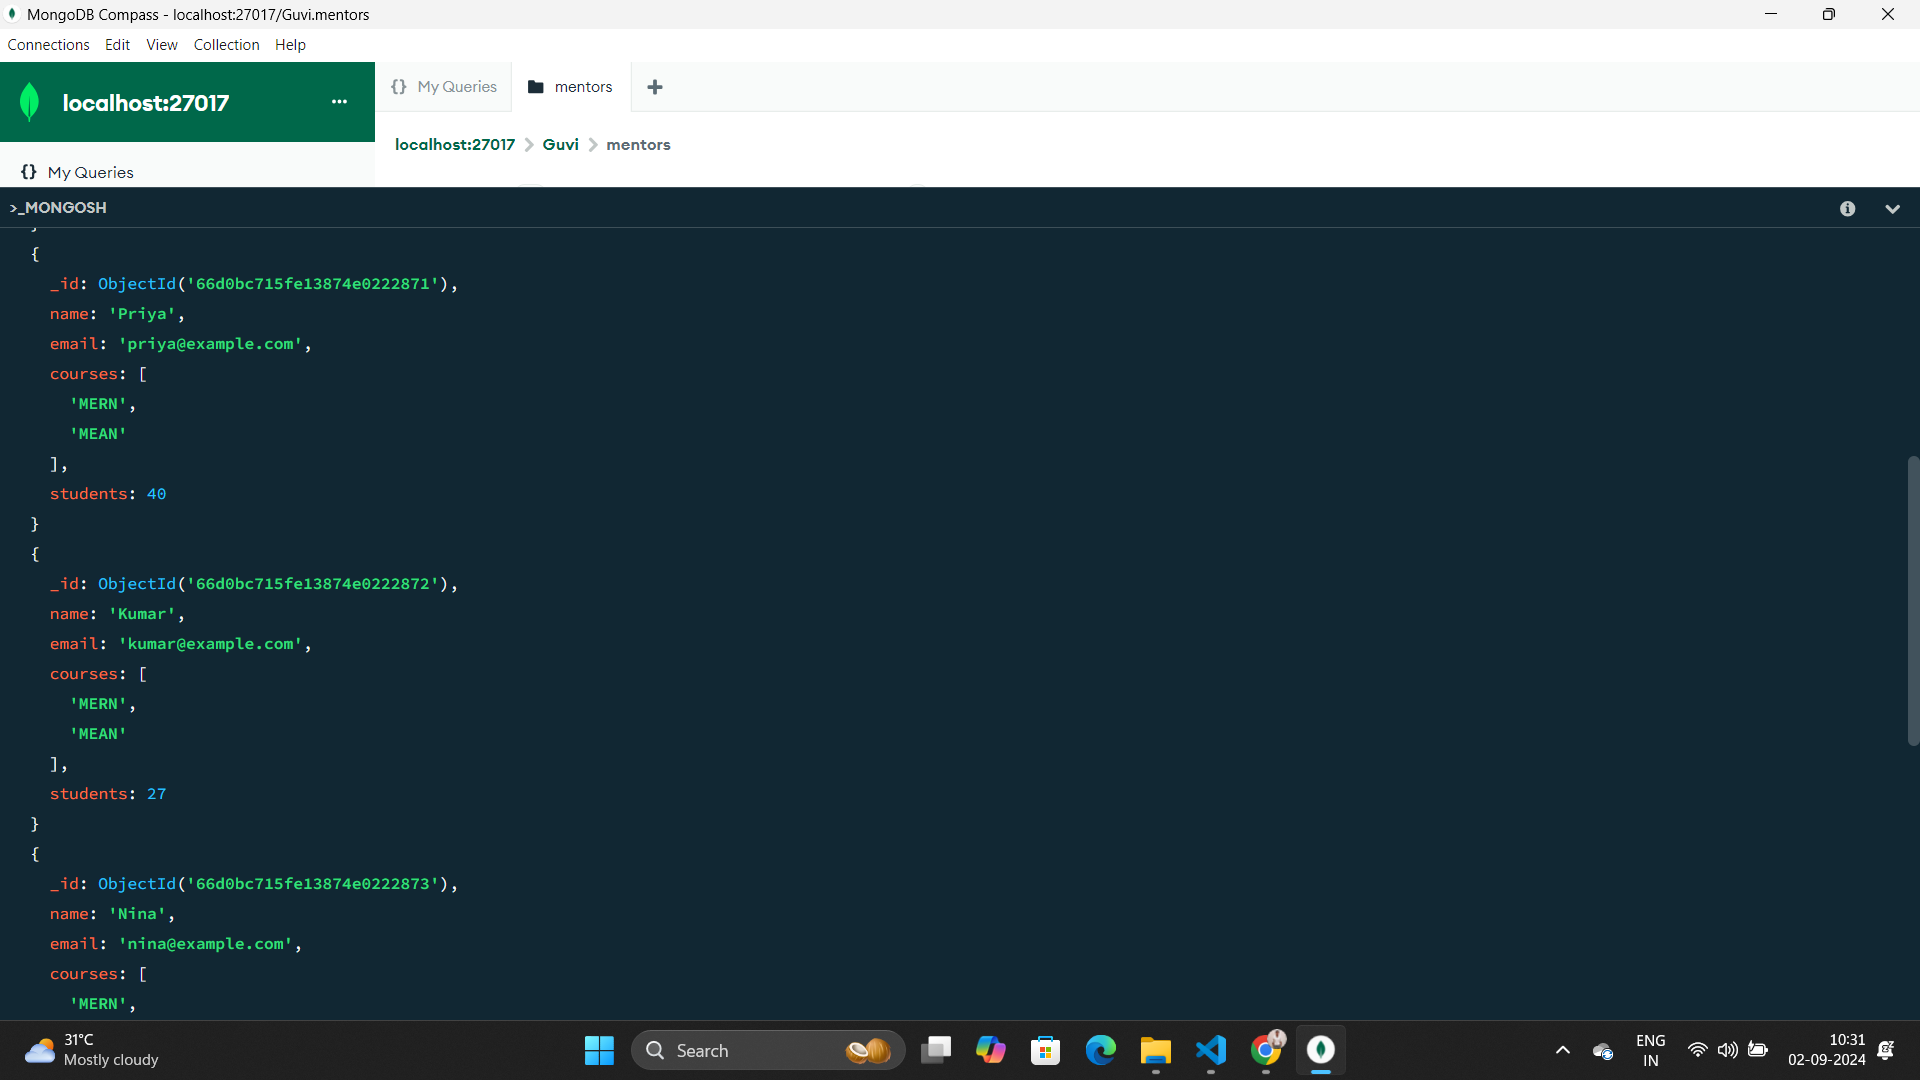 MongoDB Compass - localhost:27017/Guvi.mentors
Connections Edit View Collection Help
localhost:27017
{} My Queries
mentors
localhost:27017 > Guvi > mentors
{} My Queries
>_MONGOSH
{
_id: ObjectId('66d0bc715fe13874e0222871'),
name: 'Priya',
email: 'priya@example.com',
courses: [
'MERN',
'MEAN'
],
students: 40
}
{
_id: ObjectId('66d0bc715fe13874e0222872'),
name: 'Kumar',
email: 'kumar@example.com',
courses: [
'MERN',
'MEAN'
],
students: 27
}
{
_id: ObjectId('66d0bc715fe13874e0222873'),
name: 'Nina',
email: 'nina@example.com',
courses: [
'MERN',
31°C
Mostly cloudy
Search
ENG
IN
10:31
02-09-2024